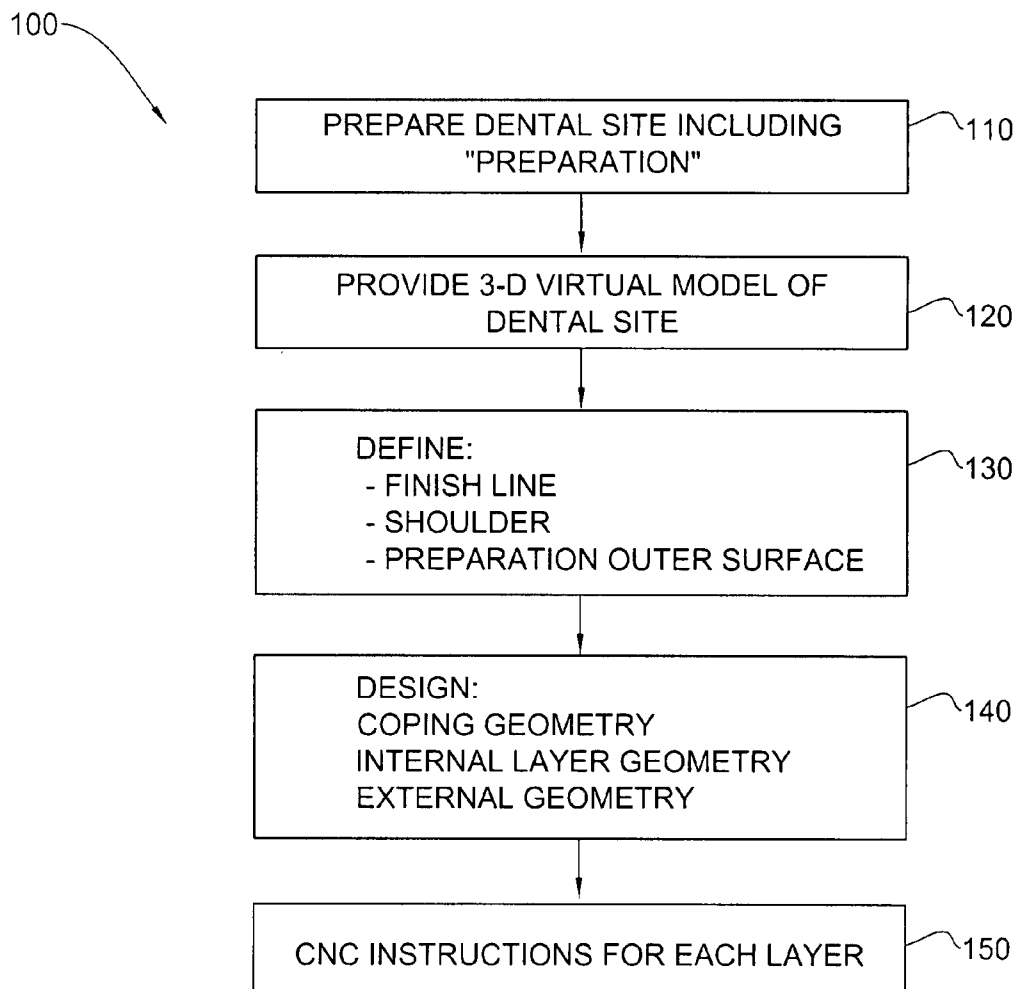 100
PREPARE DENTAL SITE INCLUDING
"PREPARATION"
110
PROVIDE 3-D VIRTUAL MODEL OF
DENTAL SITE
120
DEFINE:
- FINISH LINE
- SHOULDER
- PREPARATION OUTER SURFACE
130
DESIGN:
COPING GEOMETRY
INTERNAL LAYER GEOMETRY
EXTERNAL GEOMETRY
140
CNC INSTRUCTIONS FOR EACH LAYER
150